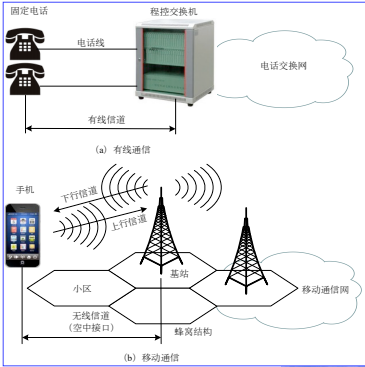 固定电话
程控交换机
电话线
电话交换网
有线信道
(a) 有线通信
手机
下行信道
上行信道
基站
小区
移动通信网
无线信道
(空中接口)
蜂窝结构
(b) 移动通信